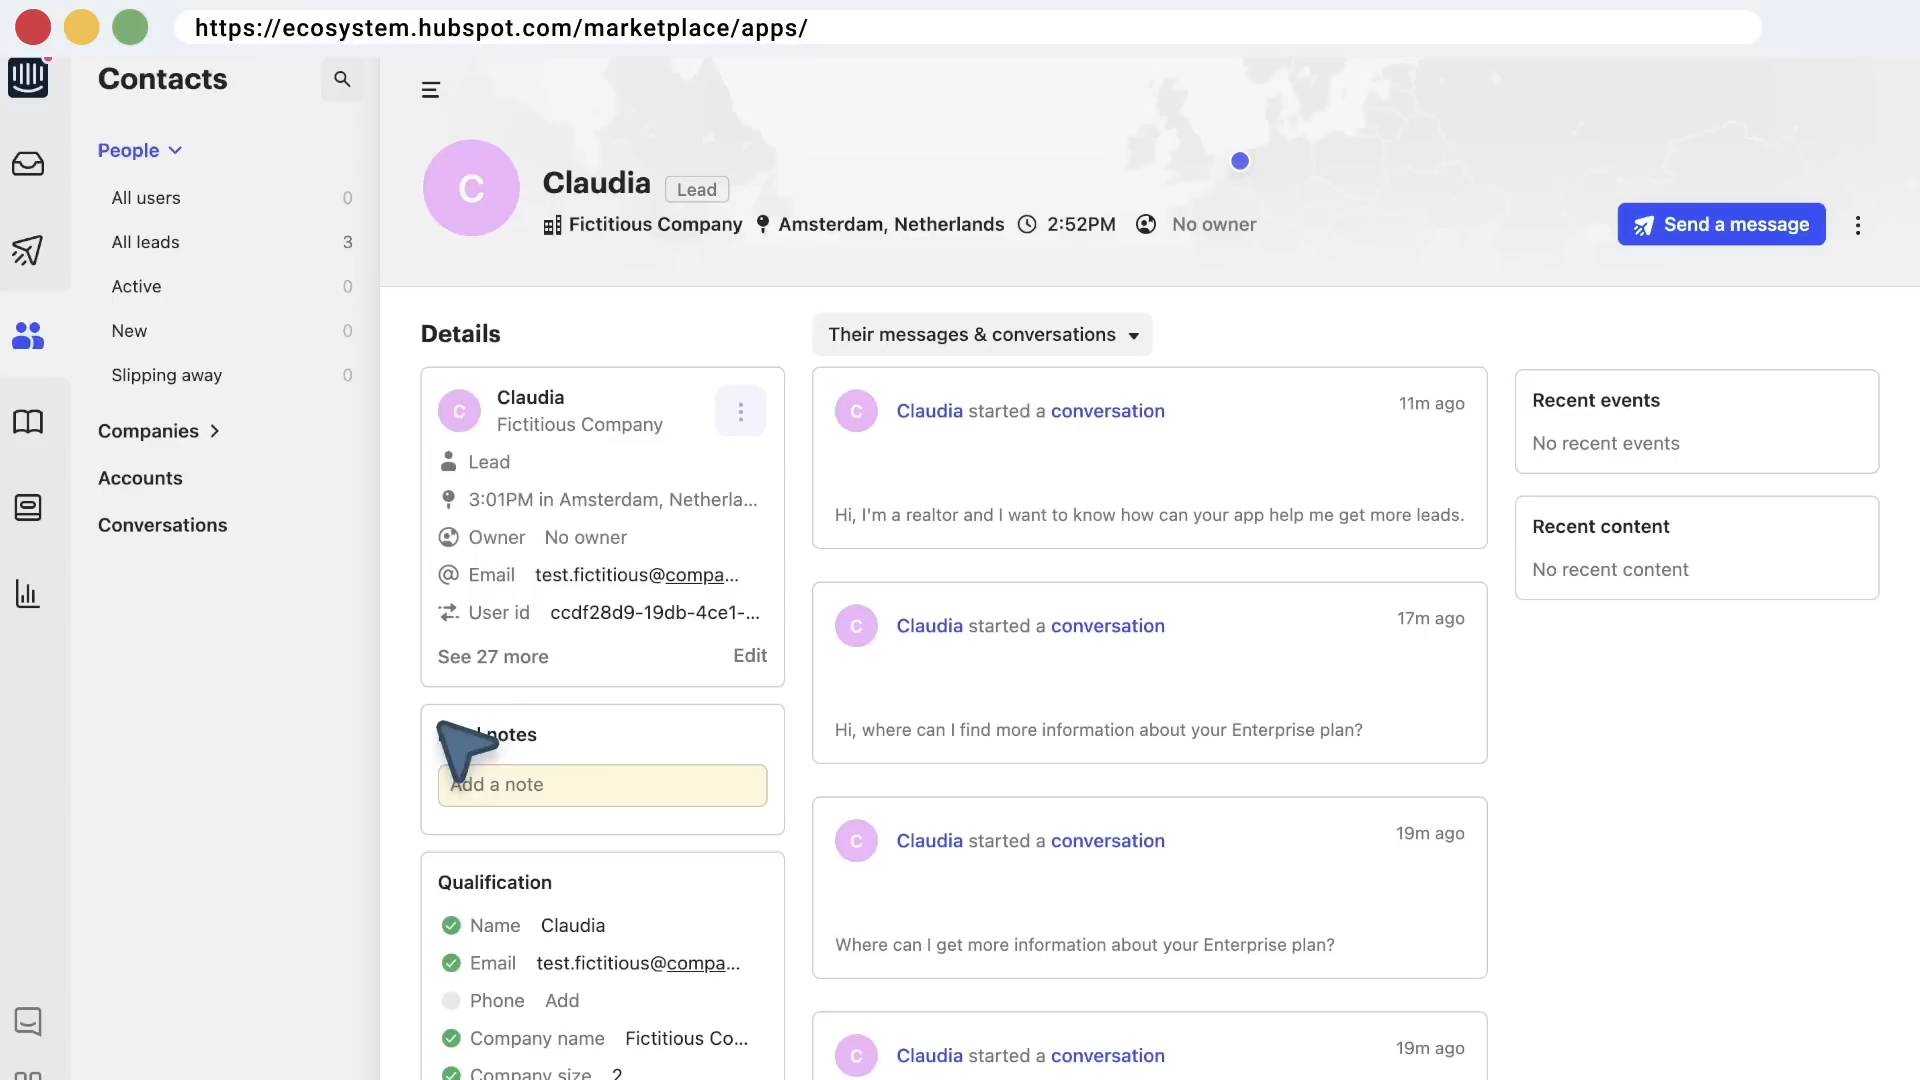 https://ecosystem.hubspot.com/marketplace/apps/
Contacts
People
All users 0
All leads 3
Active 0
New 0
Slipping away 0
Companies
Accounts
Conversations
C
Claudia Lead
Fictitious Company Amsterdam, Netherlands 2:52PM No owner
Send a message
Details
C
Claudia
Fictitious Company
Lead
3:01PM in Amsterdam, Netherla...
Owner No owner
Email test.fictitious@compa...
User id ccdf28d9-19db-4ce1-...
See 27 more Edit
notes
Add a note
Qualification
Name Claudia
Email test.fictitious@compa...
Phone Add
Company name Fictitious Co...
Company size 2
Their messages & conversations
C Claudia started a conversation 11m ago
Hi, I'm a realtor and I want to know how can your app help me get more leads.
C Claudia started a conversation 17m ago
Hi, where can I find more information about your Enterprise plan?
C Claudia started a conversation 19m ago
Where can I get more information about your Enterprise plan?
C Claudia started a conversation 19m ago
Recent events
No recent events
Recent content
No recent content